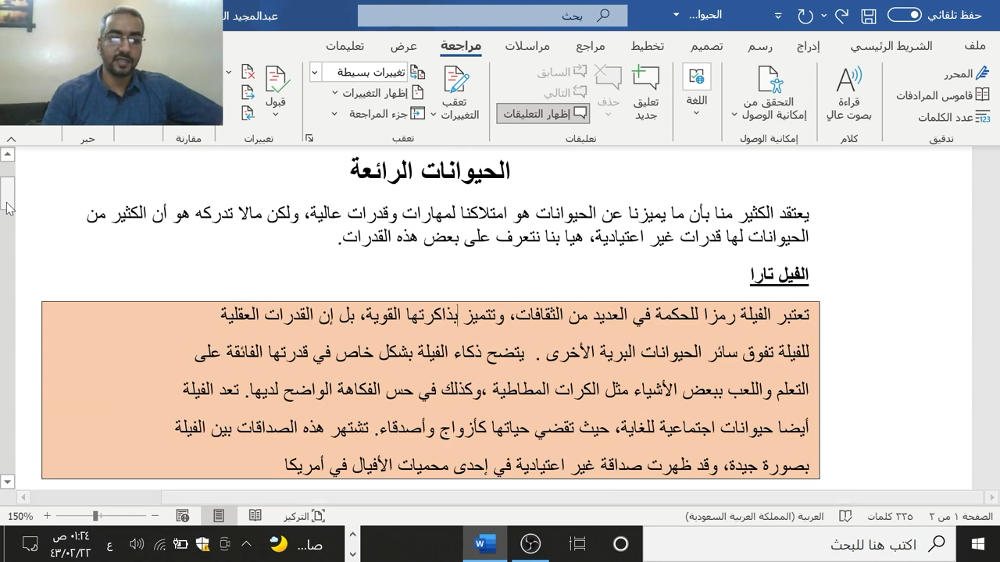 حفظ تلقائي
الحيوا...
بحث
عبدالمجيد ال
ملف
الشريط الرئيسي
إدراج
رسم
تصميم
تخطيط
مراجع
مراسلات
مراجعة
عرض
تعليمات
المحرر
قاموس المرادفات
عدد الكلمات
123
تدقيق
قراءة بصوت عالٍ
كلام
التحقق من إمكانية الوصول
إمكانية الوصول
اللغة
تعليق جديد
حذف
السابق
التالي
إظهار التعليقات
تعليقات
تعقب التغييرات
تغييرات بسيطة
إظهار التغييرات
جزء المراجعة
تعقب
قبول
تغييرات
مقارنة
حبر
الحيوانات الرائعة
يعتقد الكثير منا بأن ما يميزنا عن الحيوانات هو امتلاكنا لمهارات وقدرات عالية، ولكن مالا تدركه هو أن الكثير من
الحيوانات لها قدرات غير اعتيادية، هيا بنا نتعرف على بعض هذه القدرات.
الفيل تارا
تعتبر الفيلة رمزا للحكمة في العديد من الثقافات، وتتميز بذاكرتها القوية، بل إن القدرات العقلية
للفيلة تفوق سائر الحيوانات البرية الأخرى . يتضح ذكاء الفيلة بشكل خاص في قدرتها الفائقة على
التعلم واللعب ببعض الأشياء مثل الكرات المطاطية ،وكذلك في حس الفكاهة الواضح لديها. تعد الفيلة
أيضا حيوانات اجتماعية للغاية، حيث تقضي حياتها كأزواج وأصدقاء. تشتهر هذه الصداقات بين الفيلة
بصورة جيدة، وقد ظهرت صداقة غير اعتيادية في إحدى محميات الأفيال في أمريكا
الصفحة ١ من ٢
٣٣٥ كلمات
العربية (المملكة العربية السعودية)
التركيز
150%
اكتب هنا للبحث
صا...
ع
٠١:٢٤ ص
٤٣/٠٢/٢٢